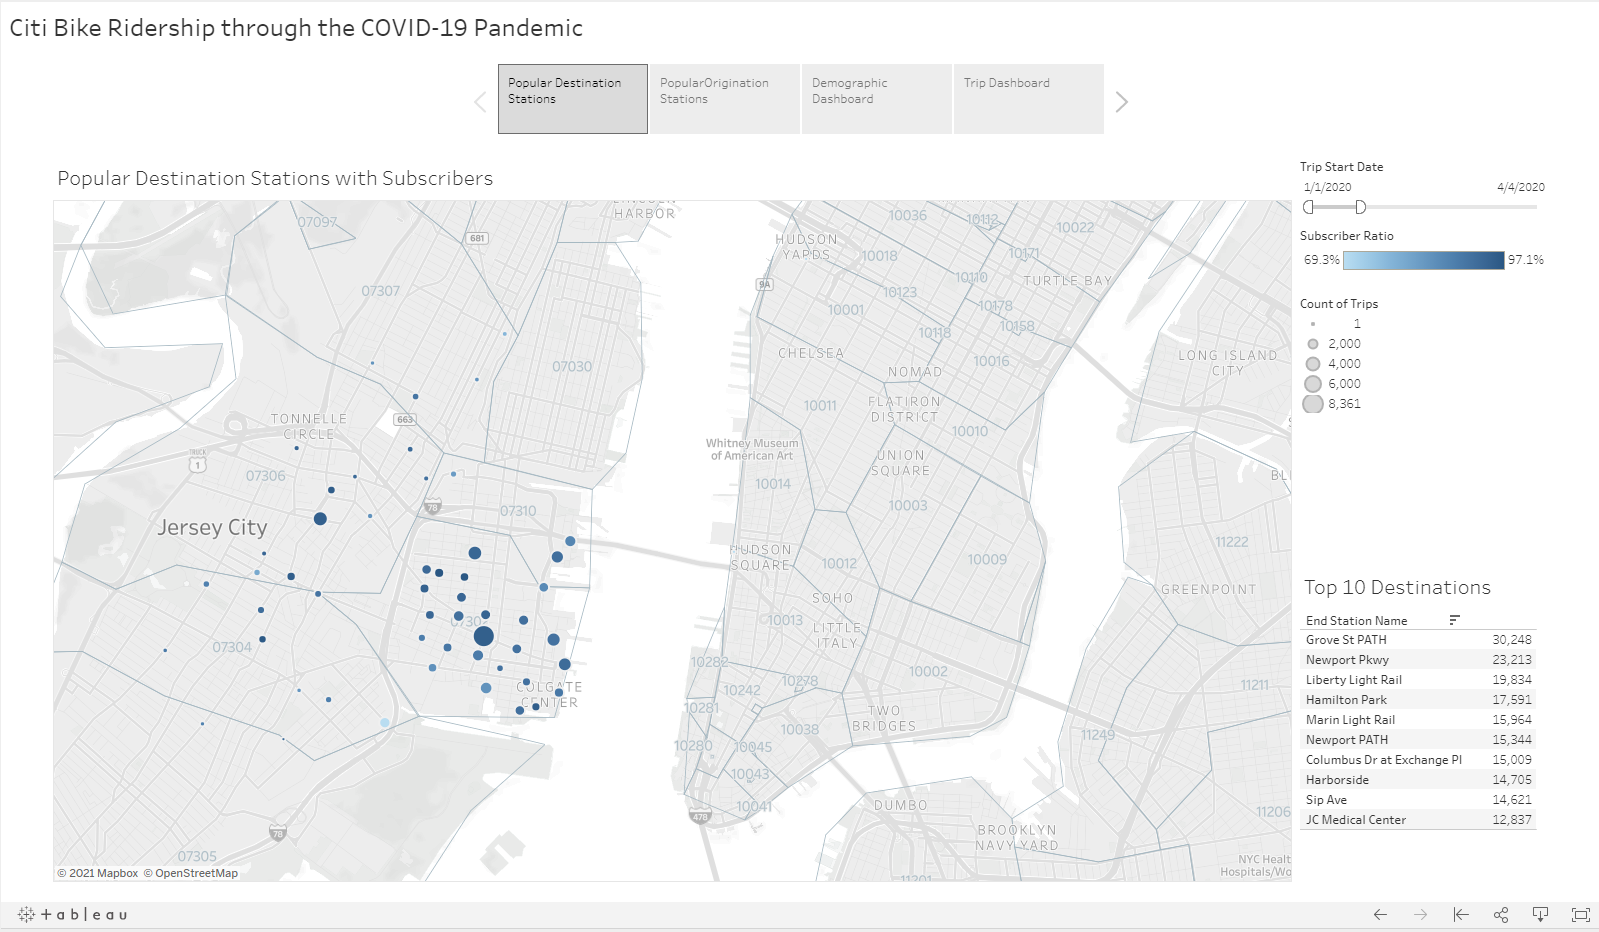 Citi Bike Ridership through the COVID-19 Pandemic
Popular Destination
Stations
PopularOrigination
Stations
Demographic
Dashboard
Trip Dashboard
Popular Destination Stations with Subscribers
Trip Start Date
1/1/2020
4/4/2020
Subscriber Ratio
69.3%
97.1%
Count of Trips
1
2,000
4,000
6,000
8,361
Top 10 Destinations
End Station Name
Grove St PATH 30,248
Newport Pkwy 23,213
Liberty Light Rail 19,834
Hamilton Park 17,591
Marin Light Rail 15,964
Newport PATH 15,344
Columbus Dr at Exchange Pl 15,009
Harborside 14,705
Sip Ave 14,621
JC Medical Center 12,837
HARBOR
07097
681
07307
07030
TONNELLE
CIRCLE
663
TRUCK
1
07306
78
07310
Jersey City
07304
COLGATE
CENTER
78
07305
HUDSON
YARDS
9A
10036
10112
10022
10018
10171
TURTLE BAY
10110
10123
10178
10001
10118
10158
CHELSEA
NOMAD
10016
LONG ISLAND
CITY
FLATIRON
DISTRICT
10011
10010
Whitney Museum
of American Art
UNION
SQUARE
10014
10003
HUDSON
SQUARE
10012
10009
11222
GREENPOINT
SOHO
10013
LITTLE
ITALY
10282
10002
10278
10242
11211
10281
TWO
BRIDGES
10038
11249
10280
10045
10043
10041
478
DUMBO
11206
BROOKLYN
NAVY YARD
NYC Healt
Hospitals/Wo
11201
© 2021 Mapbox © OpenStreetMap
+ableau